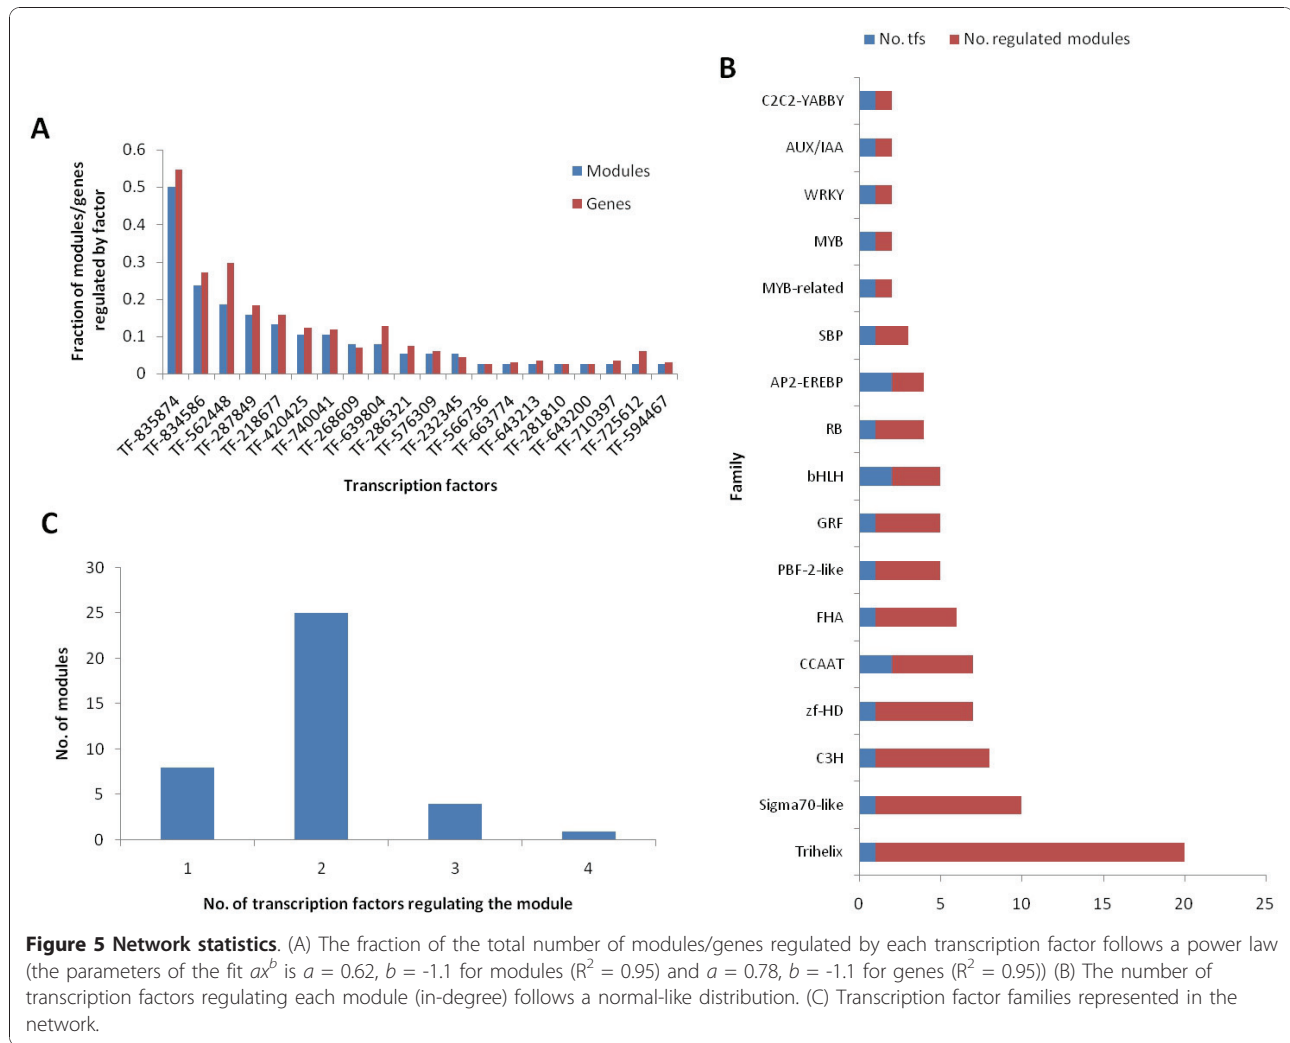 A
Fraction of modules/genes
regulated by factor
0.6
0.5
0.4
0.3
0.2
0.1
0
Modules
Genes
TF-835874
TF-834586
TF-562448
TF-287849
TF-218677
TF-420425
TF-740041
TF-268609
TF-639804
TF-286321
TF-576309
TF-232345
TF-566736
TF-663774
TF-643213
TF-281810
TF-643200
TF-710397
TF-725612
TF-594467
Transcription factors
B
No. tfs
No. regulated modules
Family
C2C2-YABBY
AUX/IAA
WRKY
MYB
MYB-related
SBP
AP2-EREBP
RB
bHLH
GRF
PBF-2-like
FHA
CCAAT
zf-HD
C3H
Sigma70-like
Trihelix
0 5 10 15 20 25
C
No. of modules
30
25
20
15
10
5
0
1 2 3 4
No. of transcription factors regulating the module
Figure 5 Network statistics. (A) The fraction of the total number of modules/genes regulated by each transcription factor follows a power law
(the parameters of the fit ax^b is a = 0.62, b = -1.1 for modules (R² = 0.95) and a = 0.78, b = -1.1 for genes (R² = 0.95)) (B) The number of
transcription factors regulating each module (in-degree) follows a normal-like distribution. (C) Transcription factor families represented in the
network.